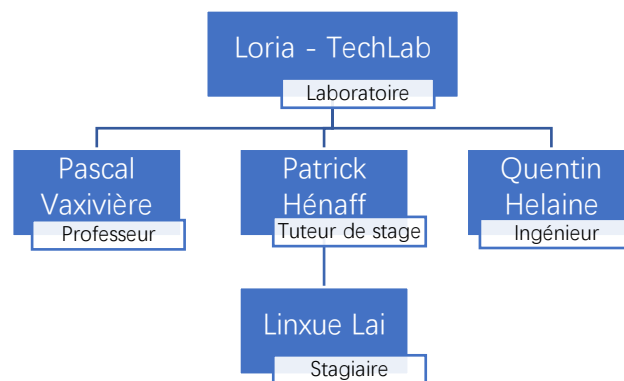 Loria - TechLab
Laboratoire
Pascal
Vaxivière
Professeur
Patrick
Hénaff
Tuteur de stage
Quentin
Helaine
Ingénieur
Linxue Lai
Stagiaire